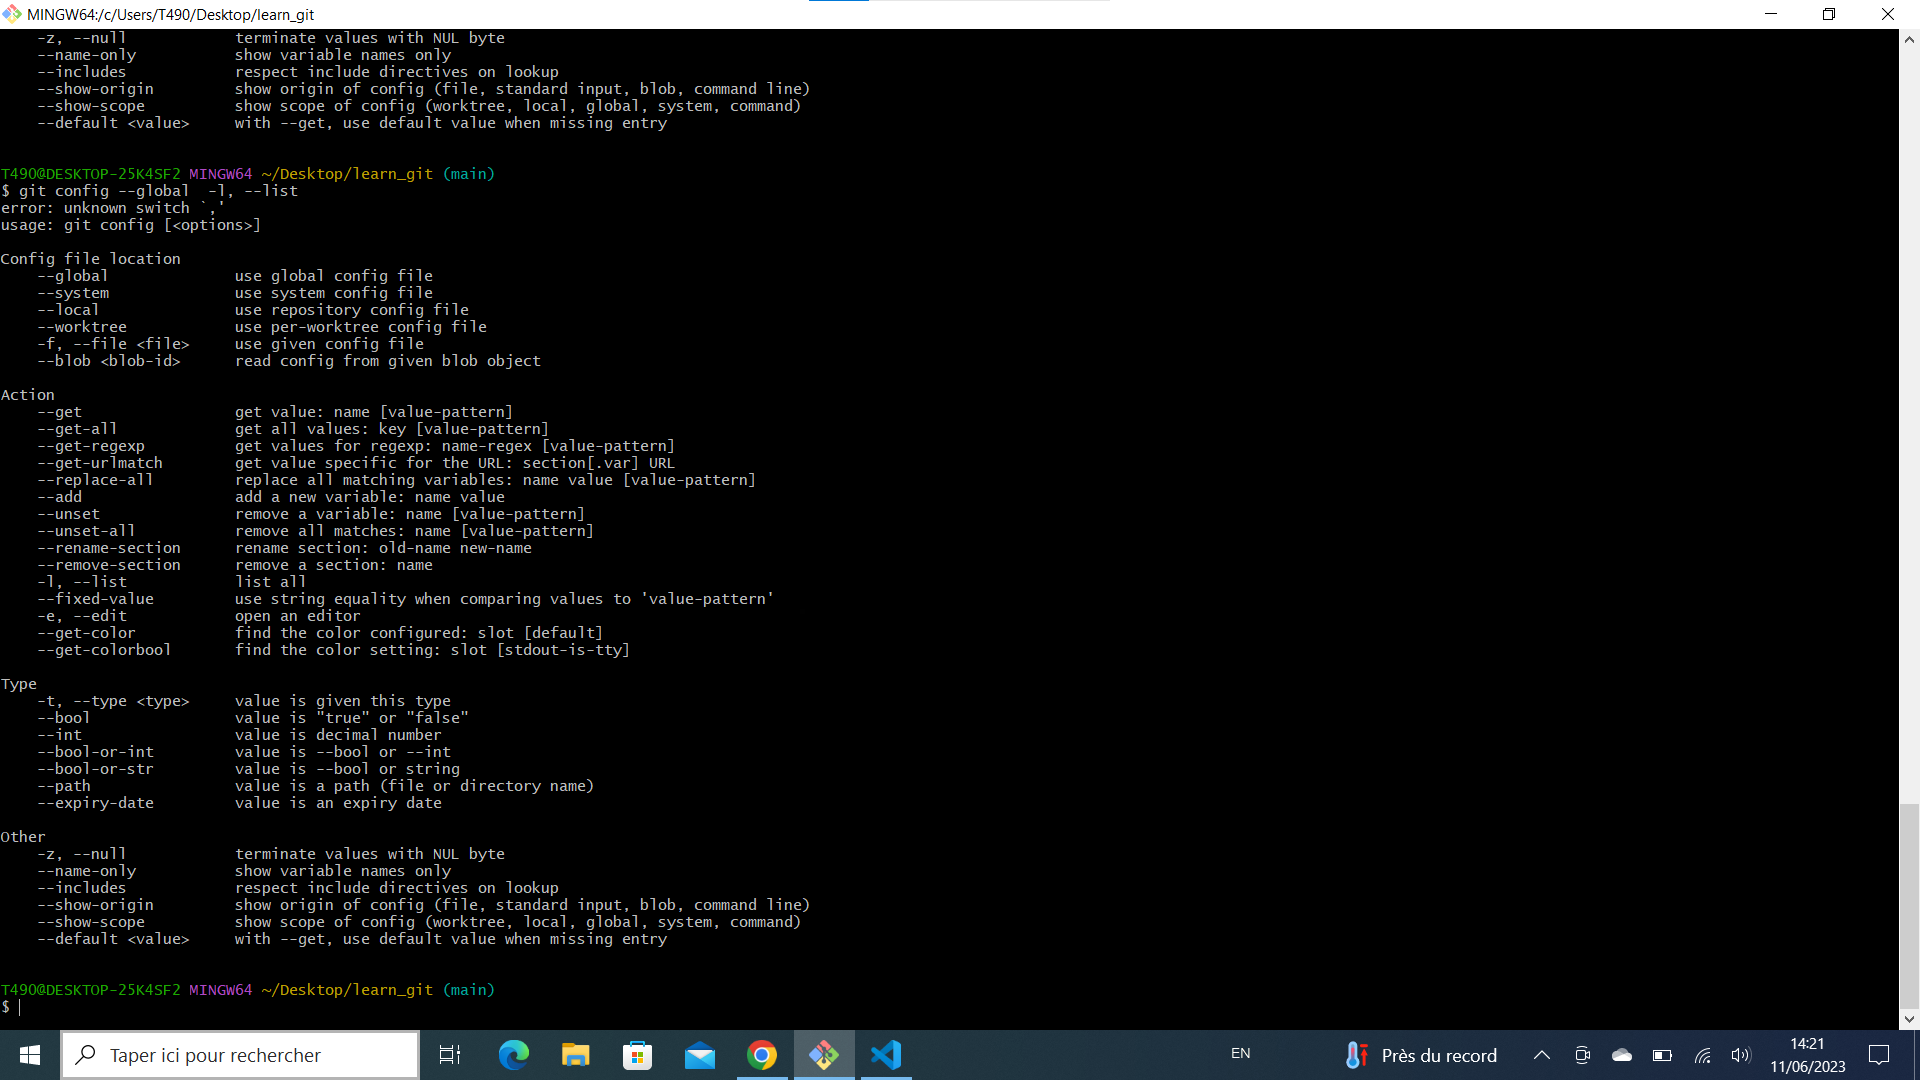 MINGW64:/c/Users/T490/Desktop/learn_git
-z, --null terminate values with NUL byte
--name-only show variable names only
--includes respect include directives on lookup
--show-origin show origin of config (file, standard input, blob, command line)
--show-scope show scope of config (worktree, local, global, system, command)
--default <value> with --get, use default value when missing entry
T490@DESKTOP-25K4SF2 MINGW64 ~/Desktop/learn_git (main)
$ git config --global  -l, --list
error: unknown switch `,'
usage: git config [<options>]
Config file location
--global use global config file
--system use system config file
--local use repository config file
--worktree use per-worktree config file
-f, --file <file> use given config file
--blob <blob-id> read config from given blob object
Action
--get get value: name [value-pattern]
--get-all get all values: key [value-pattern]
--get-regexp get values for regexp: name-regex [value-pattern]
--get-urlmatch get value specific for the URL: section[.var] URL
--replace-all replace all matching variables: name value [value-pattern]
--add add a new variable: name value
--unset remove a variable: name [value-pattern]
--unset-all remove all matches: name [value-pattern]
--rename-section rename section: old-name new-name
--remove-section remove a section: name
-l, --list list all
--fixed-value use string equality when comparing values to 'value-pattern'
-e, --edit open an editor
--get-color find the color configured: slot [default]
--get-colorbool find the color setting: slot [stdout-is-tty]
Type
-t, --type <type> value is given this type
--bool value is "true" or "false"
--int value is decimal number
--bool-or-int value is --bool or --int
--bool-or-str value is --bool or string
--path value is a path (file or directory name)
--expiry-date value is an expiry date
Other
-z, --null terminate values with NUL byte
--name-only show variable names only
--includes respect include directives on lookup
--show-origin show origin of config (file, standard input, blob, command line)
--show-scope show scope of config (worktree, local, global, system, command)
--default <value> with --get, use default value when missing entry
T490@DESKTOP-25K4SF2 MINGW64 ~/Desktop/learn_git (main)
$
Taper ici pour rechercher
EN
Près du record
14:21
11/06/2023